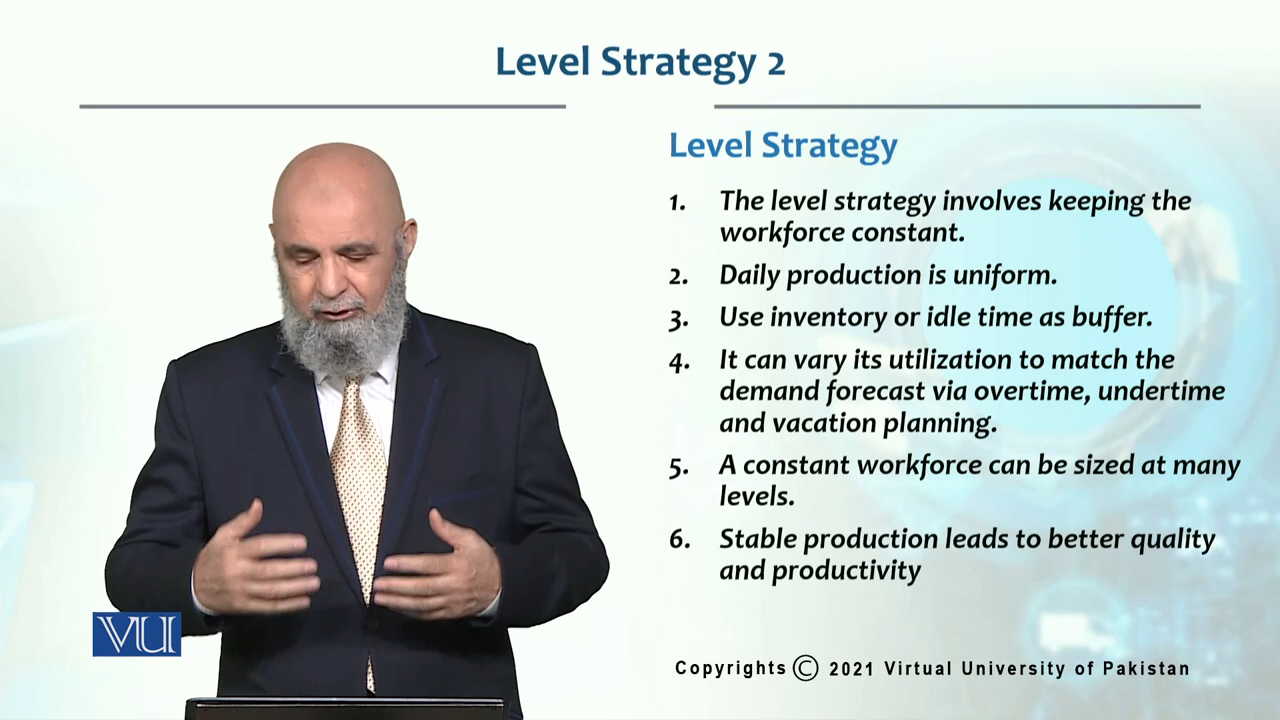 Level Strategy 2
Level Strategy
1. The level strategy involves keeping the
workforce constant.
2. Daily production is uniform.
3. Use inventory or idle time as buffer.
4. It can vary its utilization to match the
demand forecast via overtime, undertime
and vacation planning.
5. A constant workforce can be sized at many
levels.
6. Stable production leads to better quality
and productivity
VU
Copyrights © 2021 Virtual University of Pakistan